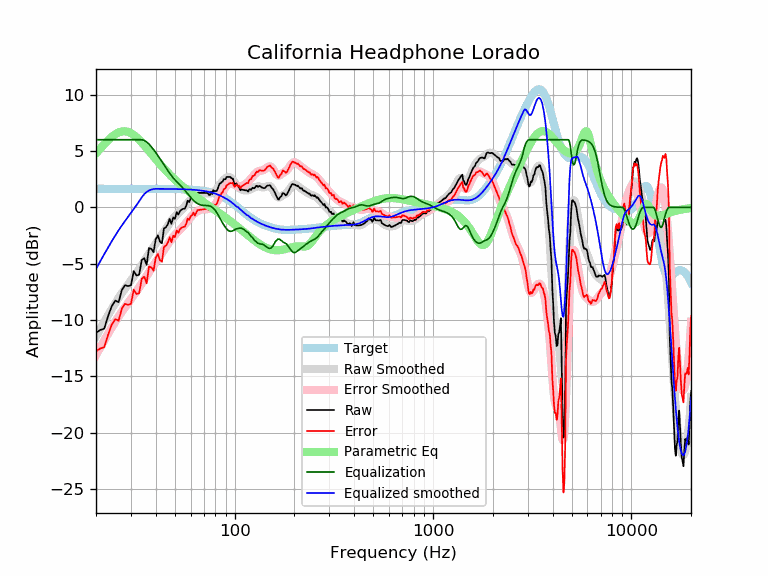 California Headphone Lorado
10
5
0
−5
−10
−15
−20
−25
Amplitude (dBr)
Target
Raw Smoothed
Error Smoothed
Raw
Error
Parametric Eq
Equalization
Equalized smoothed
100
1000
10000
Frequency (Hz)